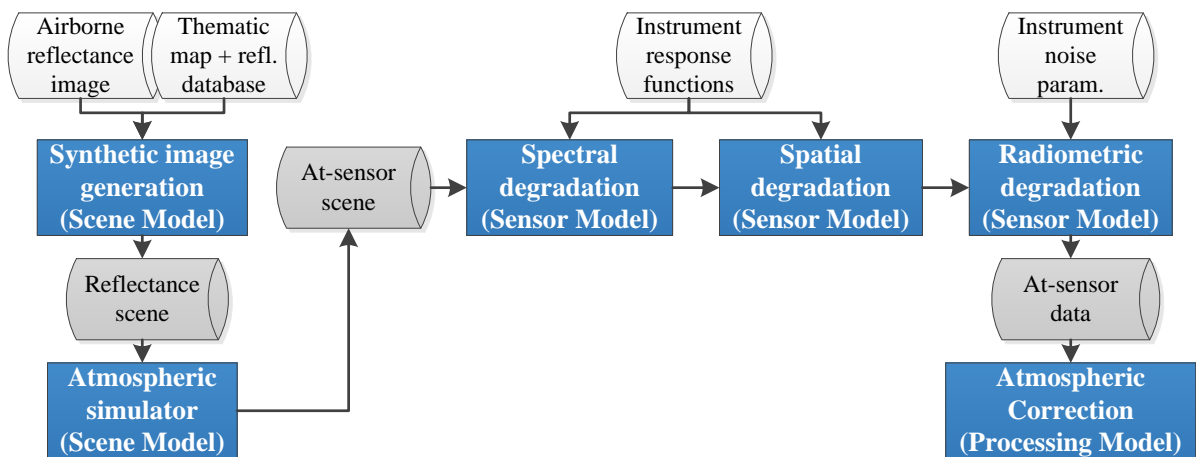 Airborne
reflectance
image
Thematic
map + refl.
database
Instrument
response
functions
Instrument
noise
param.
Synthetic image
generation
(Scene Model)
At-sensor
scene
Spectral
degradation
(Sensor Model)
Spatial
degradation
(Sensor Model)
Radiometric
degradation
(Sensor Model)
Reflectance
scene
At-sensor
data
Atmospheric
simulator
(Scene Model)
Atmospheric
Correction
(Processing Model)